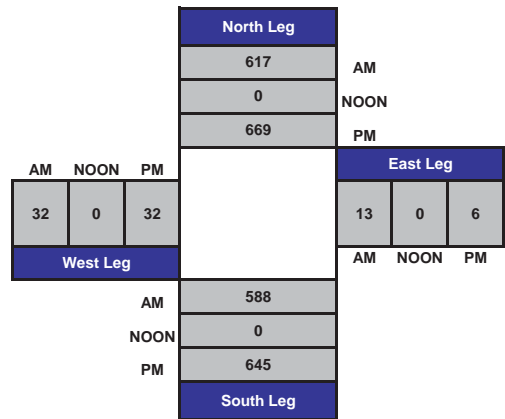 North Leg
617
AM
0
NOON
669
PM
AM NOON PM
East Leg
32 0 32
13 0 6
West Leg
AM NOON PM
AM
588
NOON
0
PM
645
South Leg